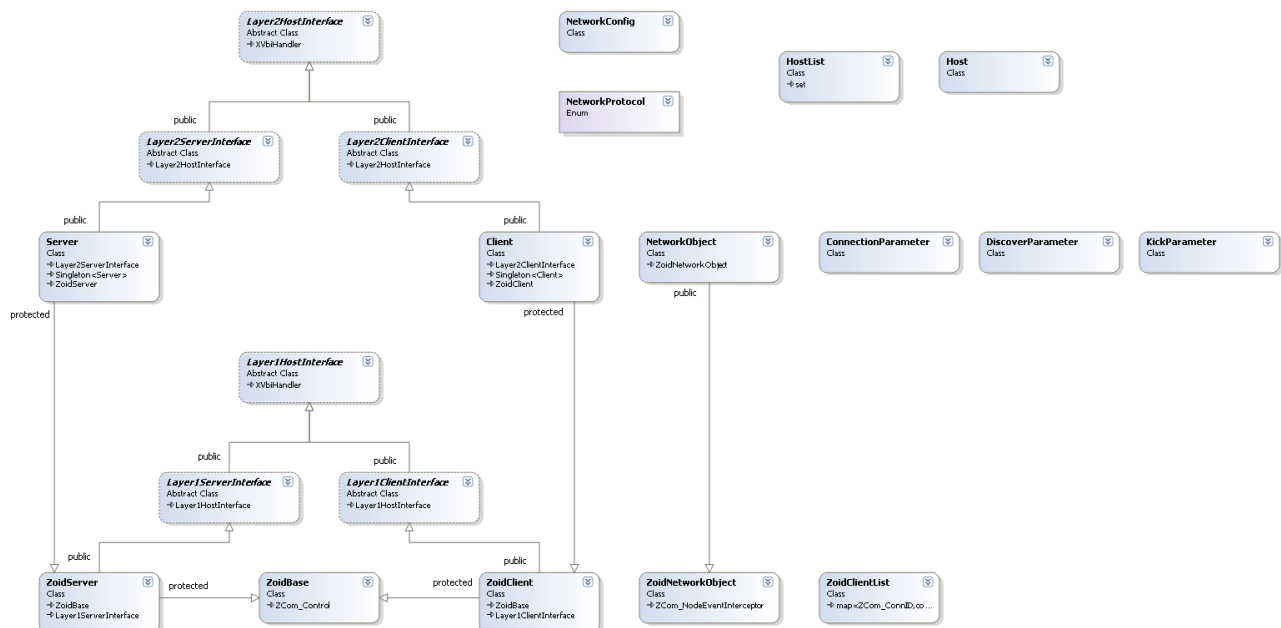 Layer2HostInterface
Abstract Class
XVbiHandler
NetworkConfig
Class
HostList
Class
set
Host
Class
NetworkProtocol
Enum
public
public
Layer2ServerInterface
Abstract Class
Layer2HostInterface
Layer2ClientInterface
Abstract Class
Layer2HostInterface
public
public
Server
Class
Layer2ServerInterface
Singleton<Server>
ZoidServer
Client
Class
Layer2ClientInterface
Singleton<Client>
ZoidClient
NetworkObject
Class
ZoidNetworkObject
ConnectionParameter
Class
DiscoverParameter
Class
KickParameter
Class
public
protected
protected
Layer1HostInterface
Abstract Class
XVbiHandler
public
public
Layer1ServerInterface
Abstract Class
Layer1HostInterface
Layer1ClientInterface
Abstract Class
Layer1HostInterface
public
public
ZoidServer
Class
ZoidBase
Layer1ServerInterface
protected
ZoidBase
Class
ZCom_Control
protected
ZoidClient
Class
ZoidBase
Layer1ClientInterface
ZoidNetworkObject
Class
ZCom_NodeEventInterceptor
ZoidClientList
Class
map<ZCom_ConnID,co ...